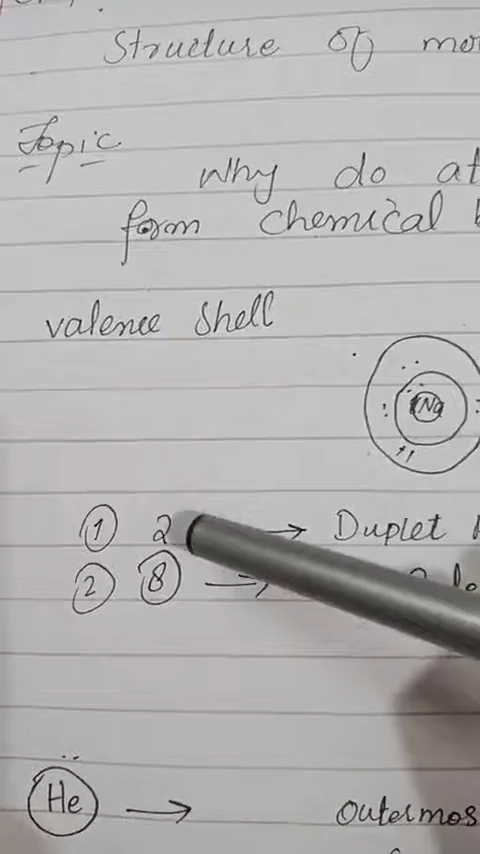 Structure of
Topic
Why do
form chemical
valence shell
Na
① 2 → Duplet
② ⑧ →
He → outermos